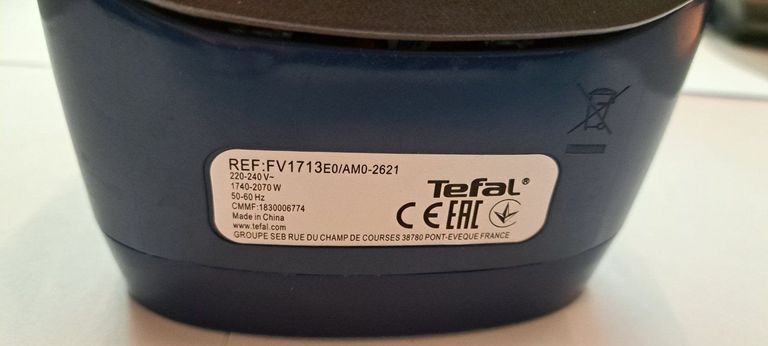 REF:FV1713E0/AM0-2621
220-240 V~
1740-2070 W
50-60 Hz
CMMF:1830006774
Made in China
www.tefal.com
GROUPE SEB RUE DU CHAMP DE COURSES 38780 PONT-EVEQUE FRANCE
Tefal®
CE EAC